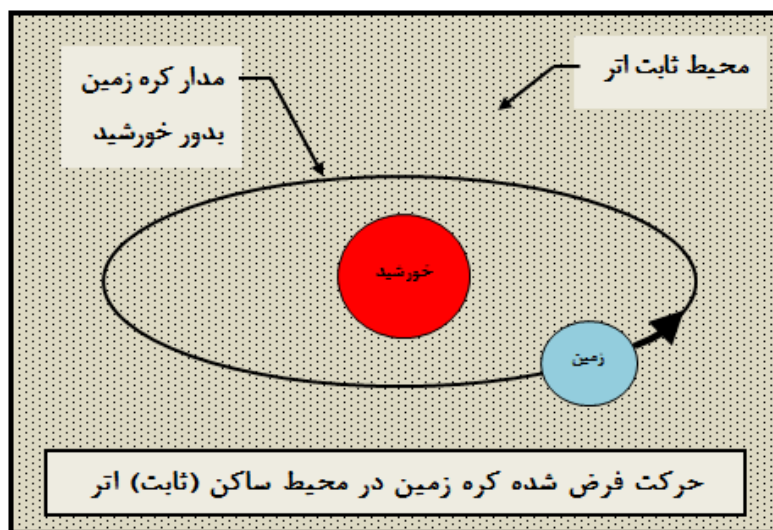 محیط ثابت اتر
مدار کره زمین
بدور خورشید
خورشید
زمین
حرکت فرض شده کره زمین در محیط ساکن (ثابت) اتر